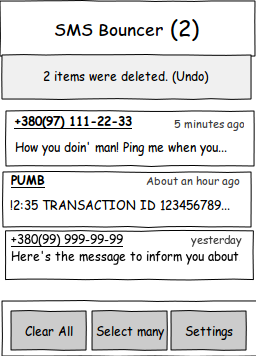 SMS Bouncer (2)
2 items were deleted. (Undo)
+380(97) 111-22-33 5 minutes ago
How you doin' man! Ping me when you...
PUMB About an hour ago
!2:35 TRANSACTION ID 123456789...
+380(99) 999-99-99 yesterday
Here's the message to inform you about
Clear All Select many Settings